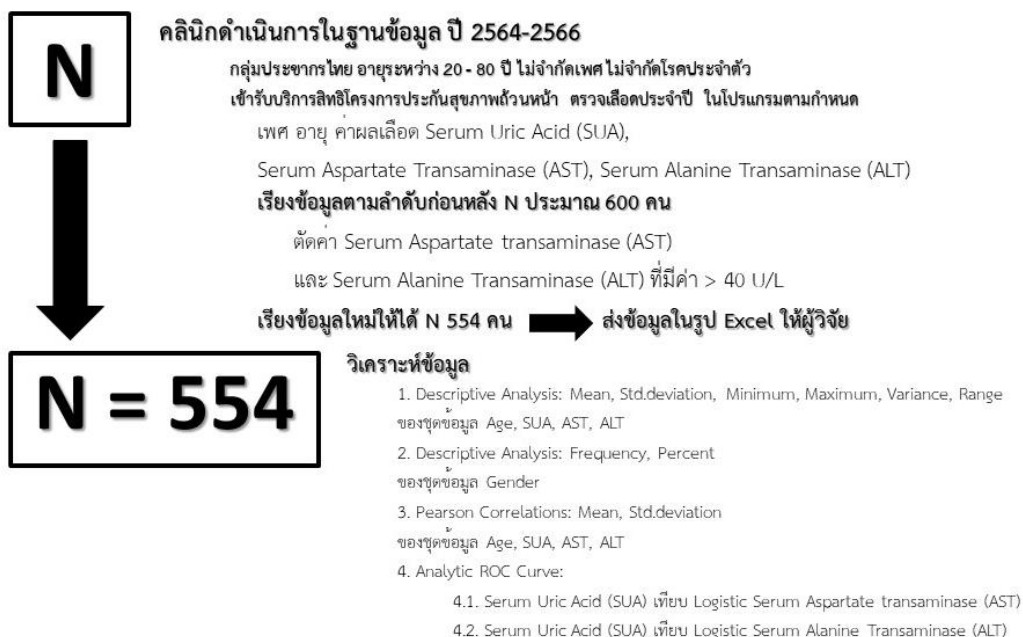 N
คลินิกดำเนินการในฐานข้อมูล ปี 2564-2566
กลุ่มประชากรไทย อายุระหว่าง 20 - 80 ปี ไม่จำกัดเพศ ไม่จำกัดโรคประจำตัว
เข้ารับบริการสิทธิโครงการประกันสุขภาพถ้วนหน้า ตรวจเลือดประจำปี ในโปรแกรมตามกำหนด
เพศ อายุ ค่าผลเลือด Serum Uric Acid (SUA),
Serum Aspartate Transaminase (AST), Serum Alanine Transaminase (ALT)
เรียงข้อมูลตามลำดับก่อนหลัง N ประมาณ 600 คน
ตัดค่า Serum Aspartate transaminase (AST)
และ Serum Alanine Transaminase (ALT) ที่มีค่า > 40 U/L
เรียงข้อมูลใหม่ให้ได้ N 554 คน ส่งข้อมูลในรูป Excel ให้ผู้วิจัย
N = 554
วิเคราะห์ข้อมูล
1. Descriptive Analysis: Mean, Std.deviation, Minimum, Maximum, Variance, Range
ของชุดข้อมูล Age, SUA, AST, ALT
2. Descriptive Analysis: Frequency, Percent
ของชุดข้อมูล Gender
3. Pearson Correlations: Mean, Std.deviation
ของชุดข้อมูล Age, SUA, AST, ALT
4. Analytic ROC Curve:
4.1. Serum Uric Acid (SUA) เทียบ Logistic Serum Aspartate transaminase (AST)
4.2. Serum Uric Acid (SUA) เทียบ Logistic Serum Alanine Transaminase (ALT)